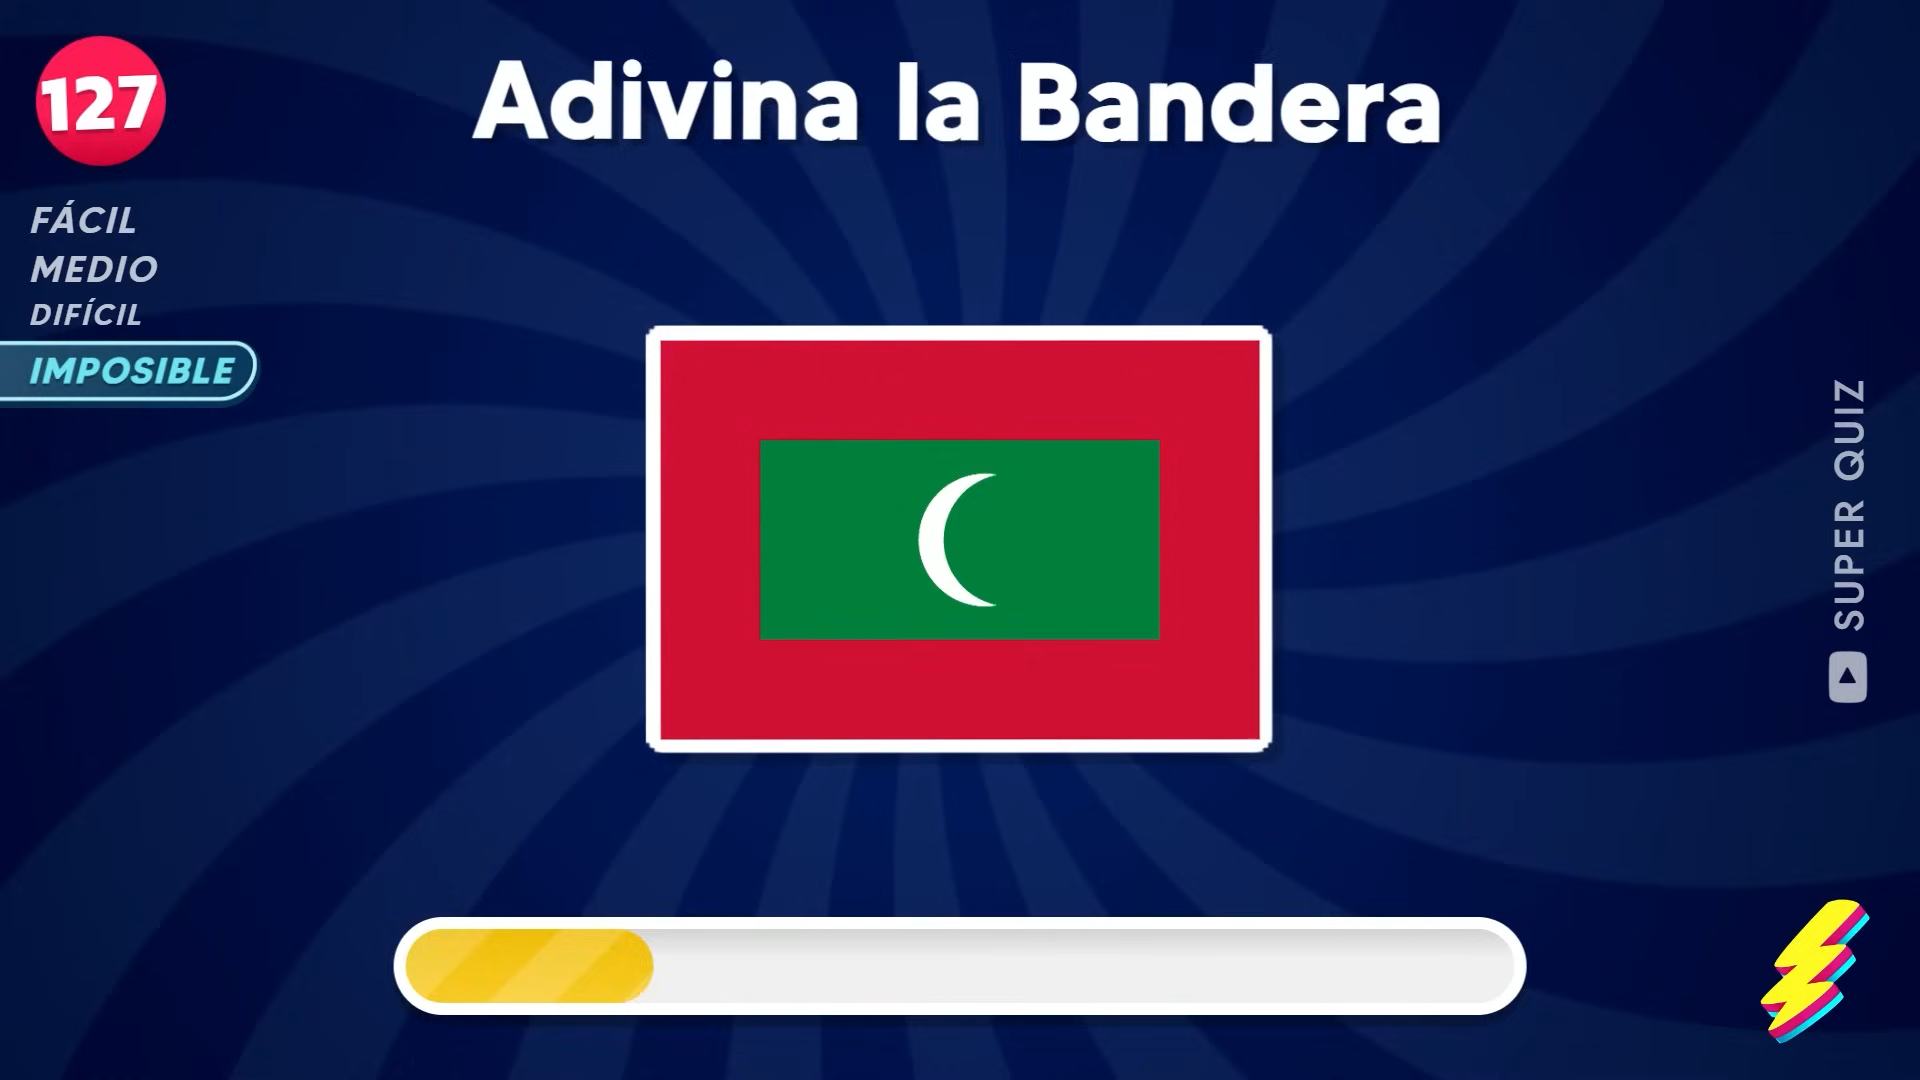 127
Adivina la Bandera
FÁCIL
MEDIO
DIFÍCIL
IMPOSIBLE
SUPER QUIZ